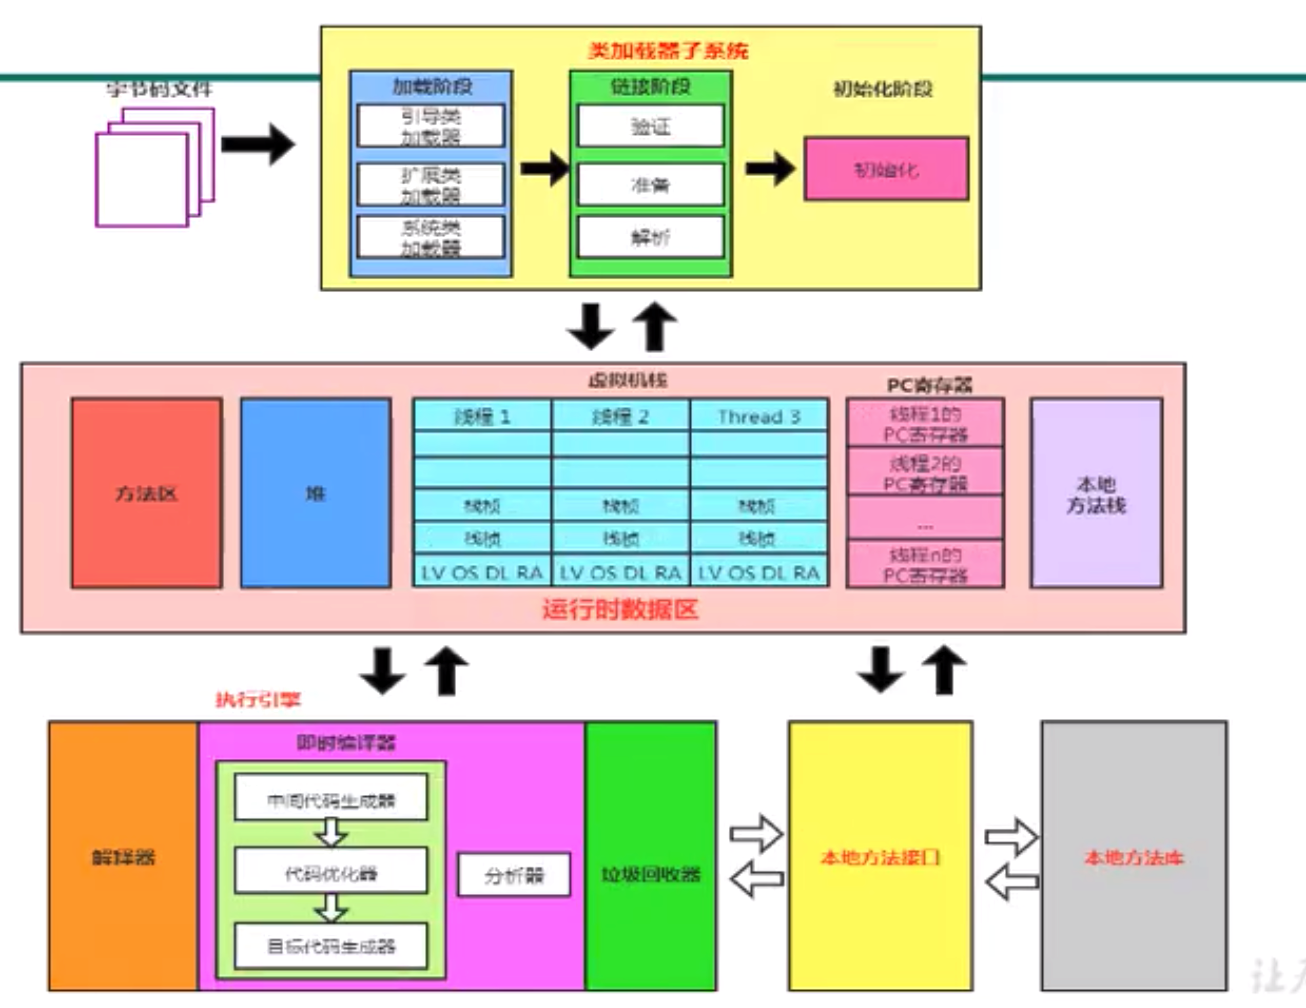 类加载器子系统
字节码文件
加载阶段
引导类
加载器
扩展类
加载器
系统类
加载器
链接阶段
验证
准备
解析
初始化阶段
初始化
虚拟机栈
PC寄存器
方法区
堆
线程 1
线程 2
Thread 3
栈桢
栈桢
栈桢
栈桢
栈桢
栈桢
LV OS DL RA
LV OS DL RA
LV OS DL RA
线程1的
PC寄存器
线程2的
PC寄存器
...
线程n的
PC寄存器
本地
方法栈
运行时数据区
执行引擎
解释器
即时编译器
中间代码生成器
代码优化器
目标代码生成器
分析器
垃圾回收器
本地方法接口
本地方法库
让